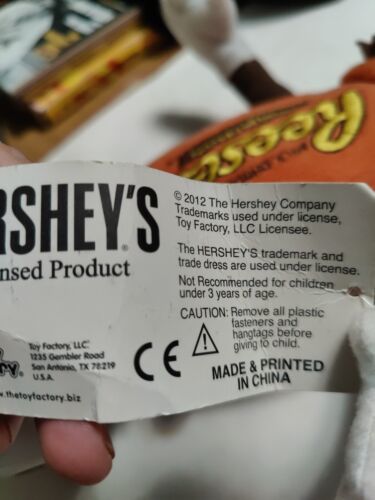 Reese's
RSHEY'S
nsed Product
© 2012 The Hershey Company
Trademarks used under license,
Toy Factory, LLC Licensee.
The HERSHEY'S trademark and
trade dress are used under license.
Not Recommended for children
under 3 years of age.
CAUTION: Remove all plastic
fasteners and
hangtags before
giving to child.
Toy Factory, LLC
1235 Gembler Road
San Antonio, TX 78219
U.S.A.
CE
MADE & PRINTED
IN CHINA
w.thetoyfactory.biz